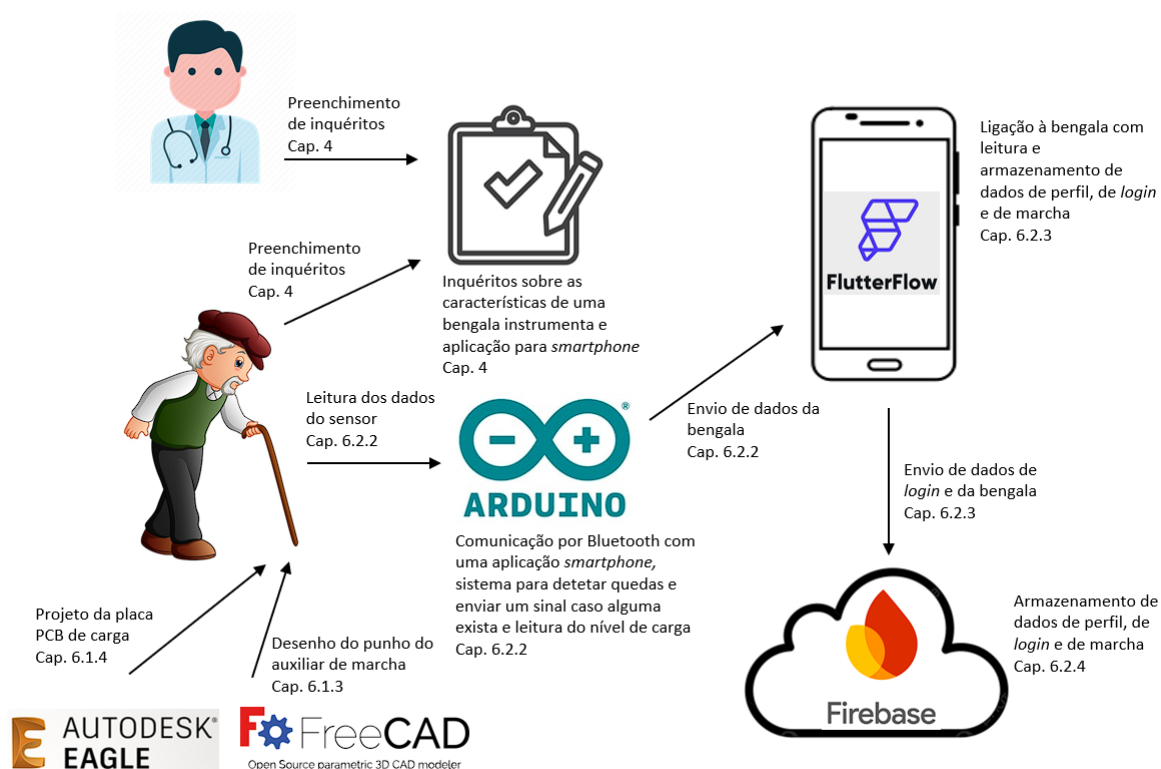 Preenchimento
de inquéritos
Cap. 4
Preenchimento
de inquéritos
Cap. 4
Inquéritos sobre as
características de uma
bengala instrumenta e
aplicação para smartphone
Cap. 4
Ligação à bengala com
leitura e
armazenamento de
dados de perfil, de login
e de marcha
Cap. 6.2.3
FlutterFlow
Leitura dos dados
do sensor
Cap. 6.2.2
ARDUINO
®
Comunicação por Bluetooth com
uma aplicação smartphone,
sistema para detetar quedas e
enviar um sinal caso alguma
exista e leitura do nível de carga
Cap. 6.2.2
Envio de dados da
bengala
Cap. 6.2.2
Envio de dados de
login e da bengala
Cap. 6.2.3
Armazenamento de
dados de perfil, de
login e de marcha
Cap. 6.2.4
Firebase
Projeto da placa
PCB de carga
Cap. 6.1.4
Desenho do punho do
auxiliar de marcha
Cap. 6.1.3
AUTODESK®
EAGLE
FreeCAD
Open Source parametric 3D CAD modeler